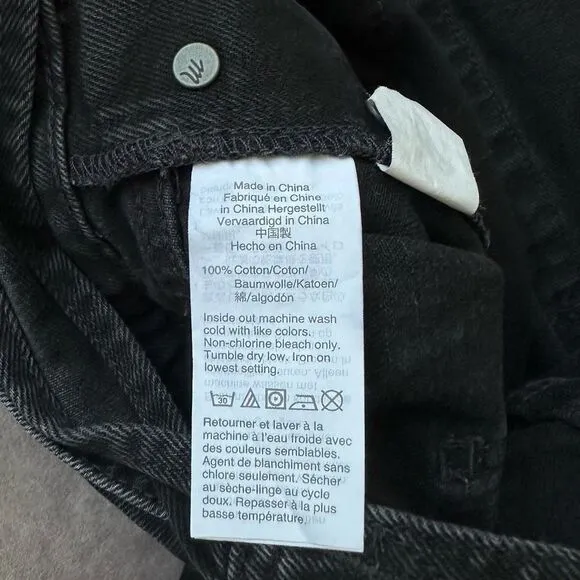 m
Made in China
Fabriqué en Chine
in China Hergestellt
Vervaardigd in China
中国製
Hecho en China
100% Cotton/Coton/
Baumwolle/Katoen/
綿/algodón
Inside out machine wash
cold with like colors.
Non-chlorine bleach only.
Tumble dry low. Iron on
lowest setting.
30
Retourner et laver à la
machine à l'eau froide avec
des couleurs semblables.
Agent de blanchiment sans
chlore seulement. Sécher
au sèche-linge au cycle
doux. Repasser à la plus
basse température.